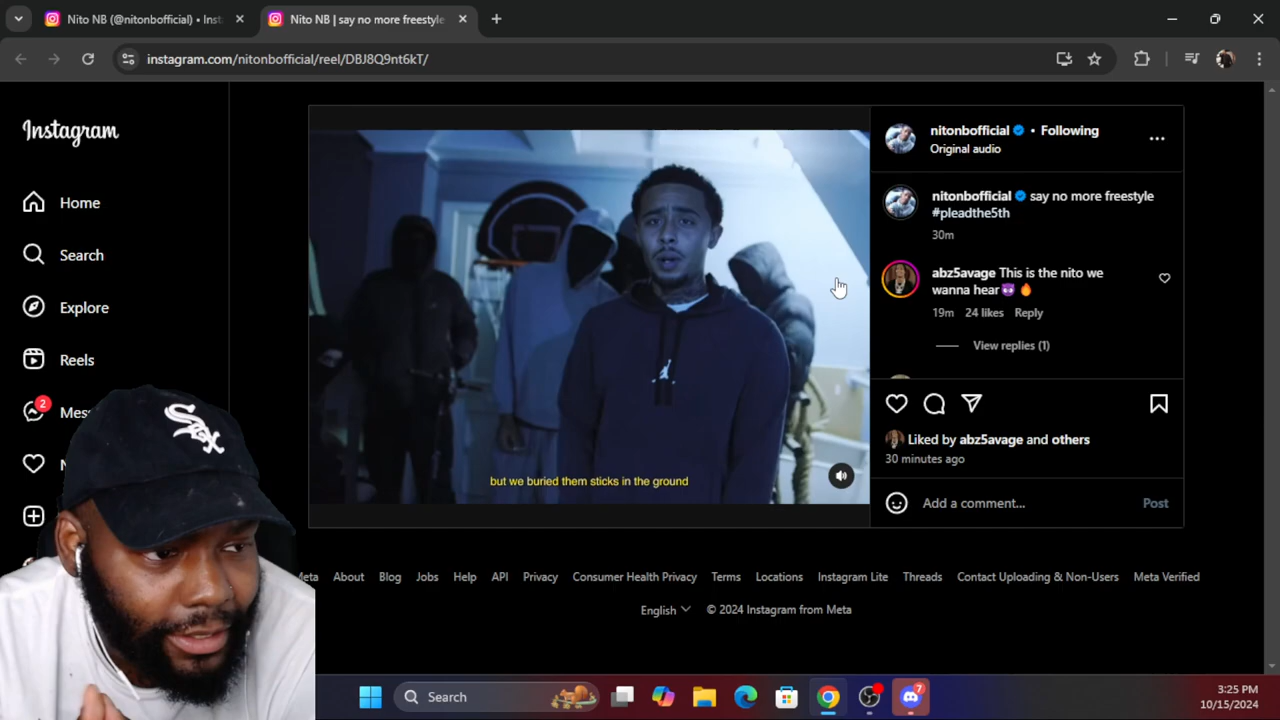 Nito NB (@nitonbofficial) • Inst
Nito NB | say no more freestyle
instagram.com/nitonbofficial/reel/DBJ8Q9nt6kT/
Instagram
Home
Search
Explore
Reels
2
SOX
but we buried them sticks in the ground
nitonbofficial • Following
Original audio
nitonbofficial say no more freestyle
#pleadthe5th
30m
abz5avage This is the nito we
wanna hear😈🔥
19m 24 likes Reply
View replies (1)
Liked by abz5avage and others
30 minutes ago
Add a comment... Post
Meta About Blog Jobs Help API Privacy Consumer Health Privacy Terms Locations Instagram Lite Threads Contact Uploading & Non-Users Meta Verified
English © 2024 Instagram from Meta
Search
7
3:25 PM
10/15/2024